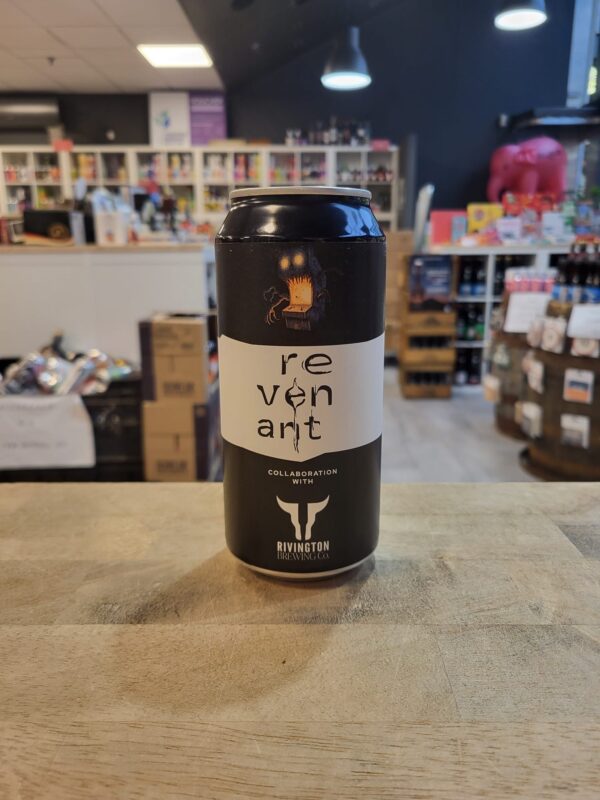 re
ven
ant
COLLABORATION
WITH
RIVINGTON
BREWING Co.